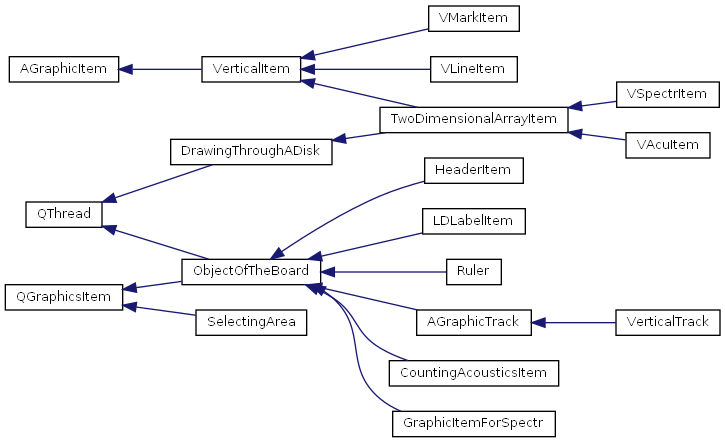 VMarkItem
AGraphicItem
VerticalItem
VLineItem
VSpectrItem
TwoDimensionalArrayItem
VAcuItem
DrawingThroughADisk
HeaderItem
QThread
LDLabelItem
ObjectOfTheBoard
Ruler
QGraphicsItem
SelectingArea
AGraphicTrack
VerticalTrack
CountingAcousticsItem
GraphicItemForSpectr